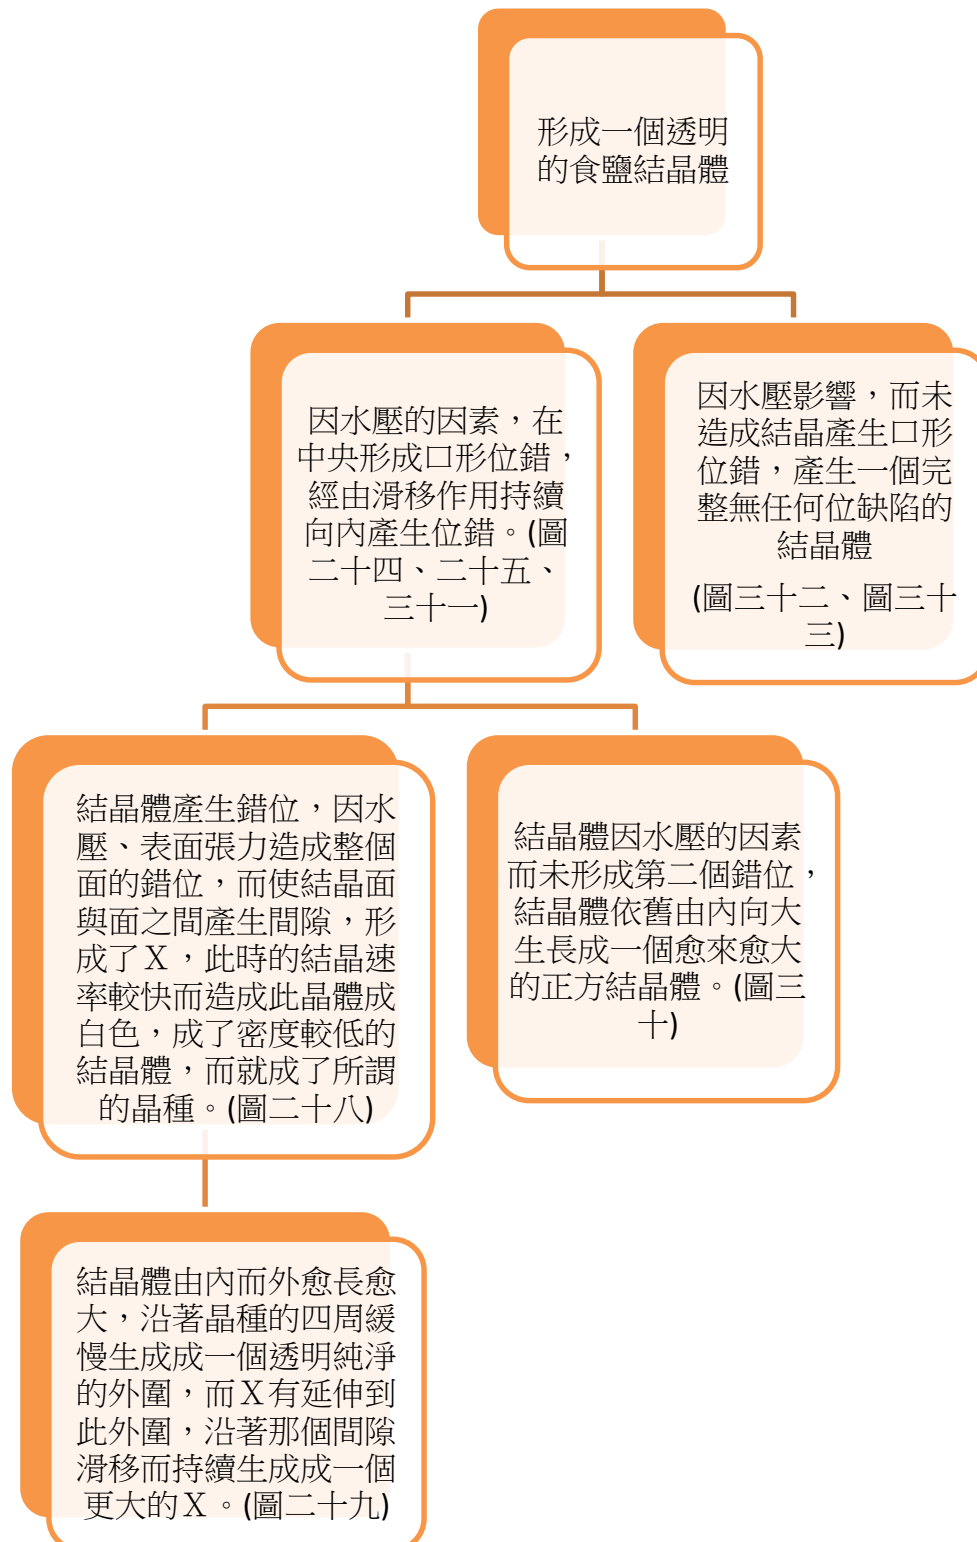 形成一個透明
的食鹽結晶體
因水壓的因素，在
中央形成口形位錯，
經由滑移作用持續
向內產生位錯。(圖
二十四、二十五、
三十一)
因水壓影響，而未
造成結晶產生口形
位錯，產生一個完
整無任何位缺陷的
結晶體
(圖三十二、圖三十
三)
結晶體產生錯位，因水
壓、表面張力造成整個
面的錯位，而使結晶面
與面之間產生間隙，形
成了Ｘ，此時的結晶速
率較快而造成此晶體成
白色，成了密度較低的
結晶體，而就成了所謂
的晶種。(圖二十八)
結晶體因水壓的因素
而未形成第二個錯位，
結晶體依舊由內向大
生長成一個愈來愈大
的正方結晶體。(圖三
十)
結晶體由內而外愈長愈
大，沿著晶種的四周緩
慢生成成一個透明純淨
的外圍，而Ｘ有延伸到
此外圍，沿著那個間隙
滑移而持續生成成一個
更大的Ｘ。(圖二十九)